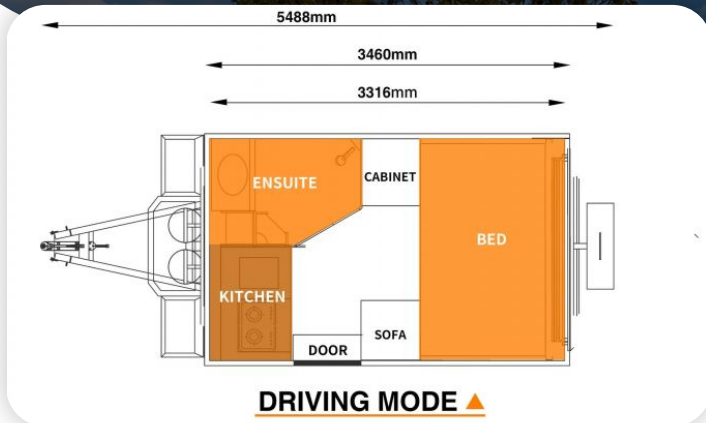 5488mm
3460mm
3316mm
ENSUITE
CABINET
BED
KITCHEN
SOFA
DOOR
DRIVING MODE